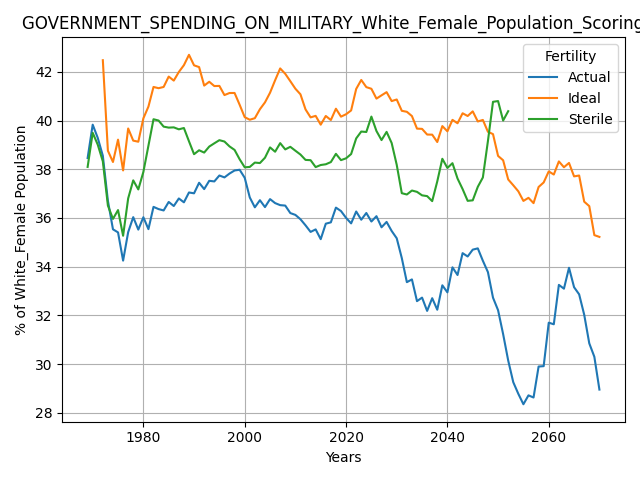 GOVERNMENT_SPENDING_ON_MILITARY_White_Female_Population_Scoring
Fertility
Actual
Ideal
Sterile
% of White_Female Population
42
40
38
36
34
32
30
28
1980
2000
2020
2040
2060
Years